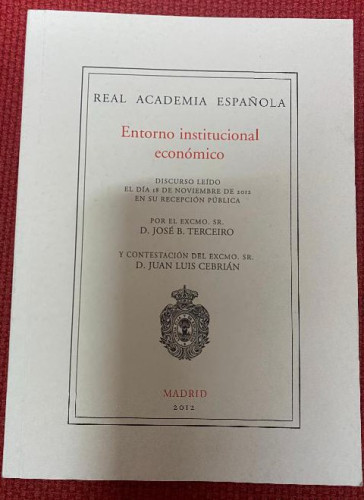 REAL ACADEMIA ESPAÑOLA
Entorno institucional
económico
DISCURSO LEÍDO
EL DÍA 18 DE NOVIEMBRE DE 2012
EN SU RECEPCIÓN PÚBLICA
POR EL EXCMO. SR.
D. JOSÉ B. TERCEIRO
Y CONTESTACIÓN DEL EXCMO. SR.
D. JUAN LUIS CEBRIÁN
MADRID
2012